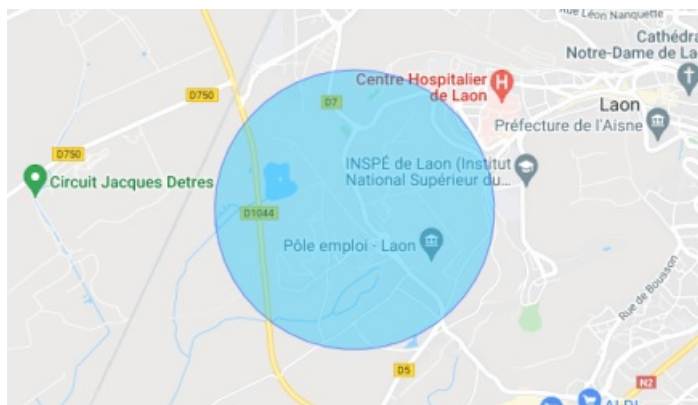 Rue Léon Nanquette
Cathédra
Notre-Dame de La
Centre Hospitalier
de Laon
D750
D7
Laon
Préfecture de l'Aisne
D750
INSPÉ de Laon (Institut
National Supérieur du...
Circuit Jacques Detres
D1044
Pôle emploi - Laon
Rue de Bousson
D5
N2